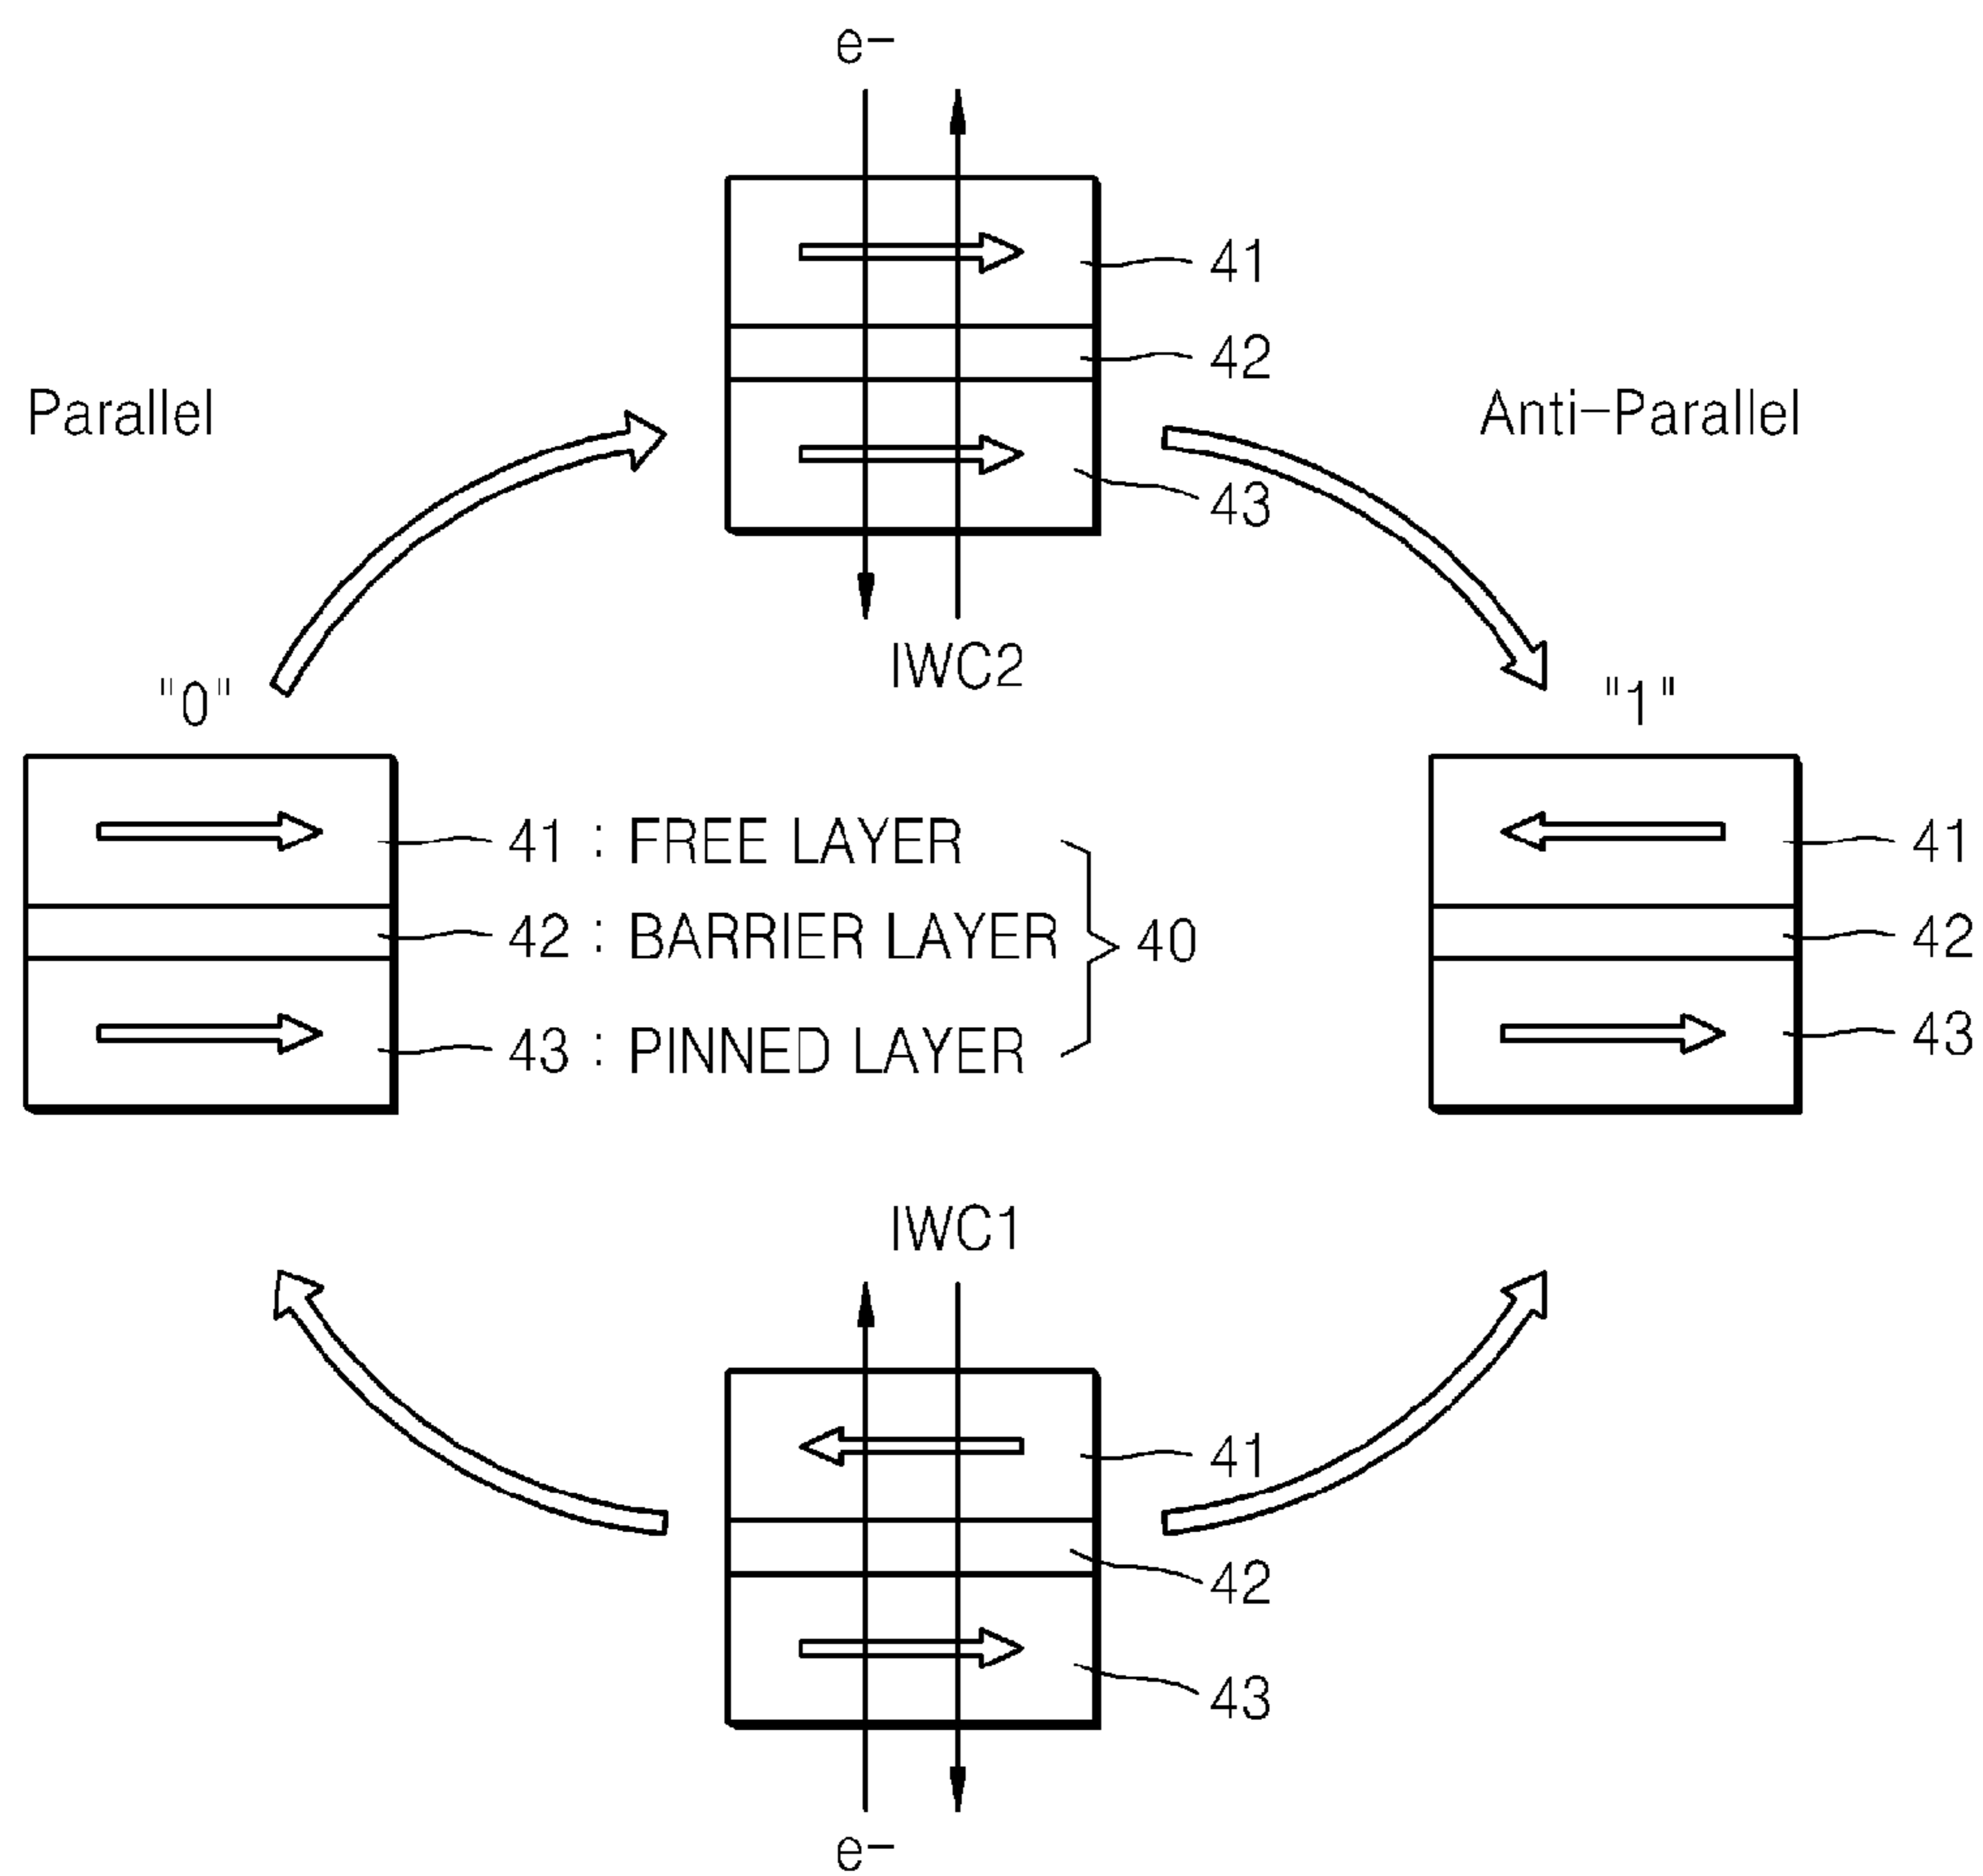 e-
41
42
Parallel
Anti-Parallel
43
IWC2
"0"
"1"
41 : FREE LAYER
41
42 : BARRIER LAYER
40
42
43 : PINNED LAYER
43
IWC1
41
42
43
e-